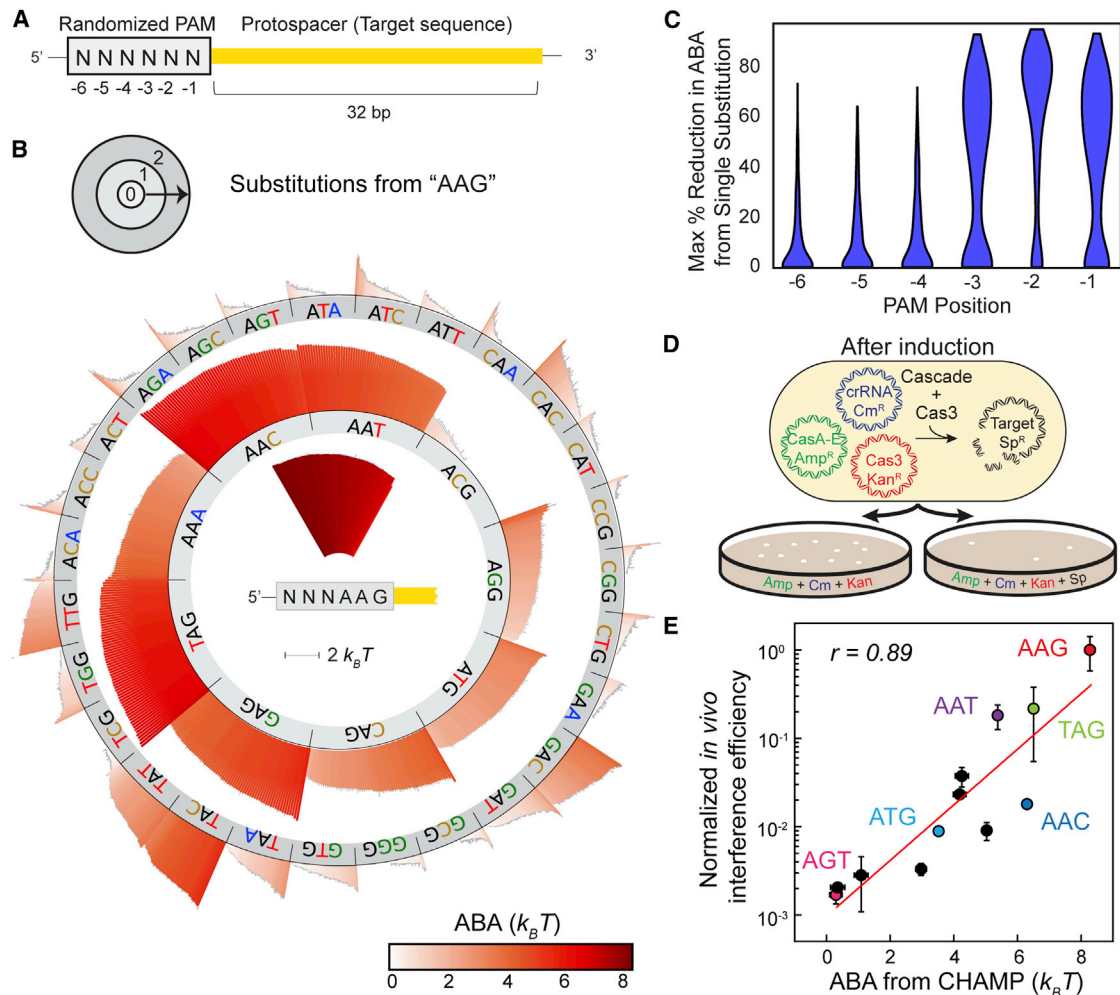 A
Randomized PAM
Protospacer (Target sequence)
5' N N N N N N 3'
-6 -5 -4 -3 -2 -1
32 bp
B
0 1 2
Substitutions from "AAG"
AAC
AAT
ACG
AGG
ATG
CAG
GAG
TAG
AAA
ACA
ACC
ACT
AGA
AGC
AGT
ATA
ATC
ATT
CAA
CAC
CAT
CCG
CGG
CTG
GAA
GAC
GAT
GCG
GGG
GTG
TAA
TAC
TAT
TCG
TGG
TTG
5' N N N A A G
2 kBT
ABA (kBT)
0 2 4 6 8
C
Max % Reduction in ABA
from Single Substitution
80
60
40
20
0
-6 -5 -4 -3 -2 -1
PAM Position
D
After induction
crRNA
CmR
Cascade
+
Cas3
CasA-E
AmpR
Cas3
KanR
Target
SpR
Amp + Cm + Kan
Amp + Cm + Kan + Sp
E
Normalized in vivo
interference efficiency
r = 0.89
10⁰
10⁻¹
10⁻²
10⁻³
AAG
AAT
TAG
ATG
AAC
AGT
0 2 4 6 8
ABA from CHAMP (kBT)